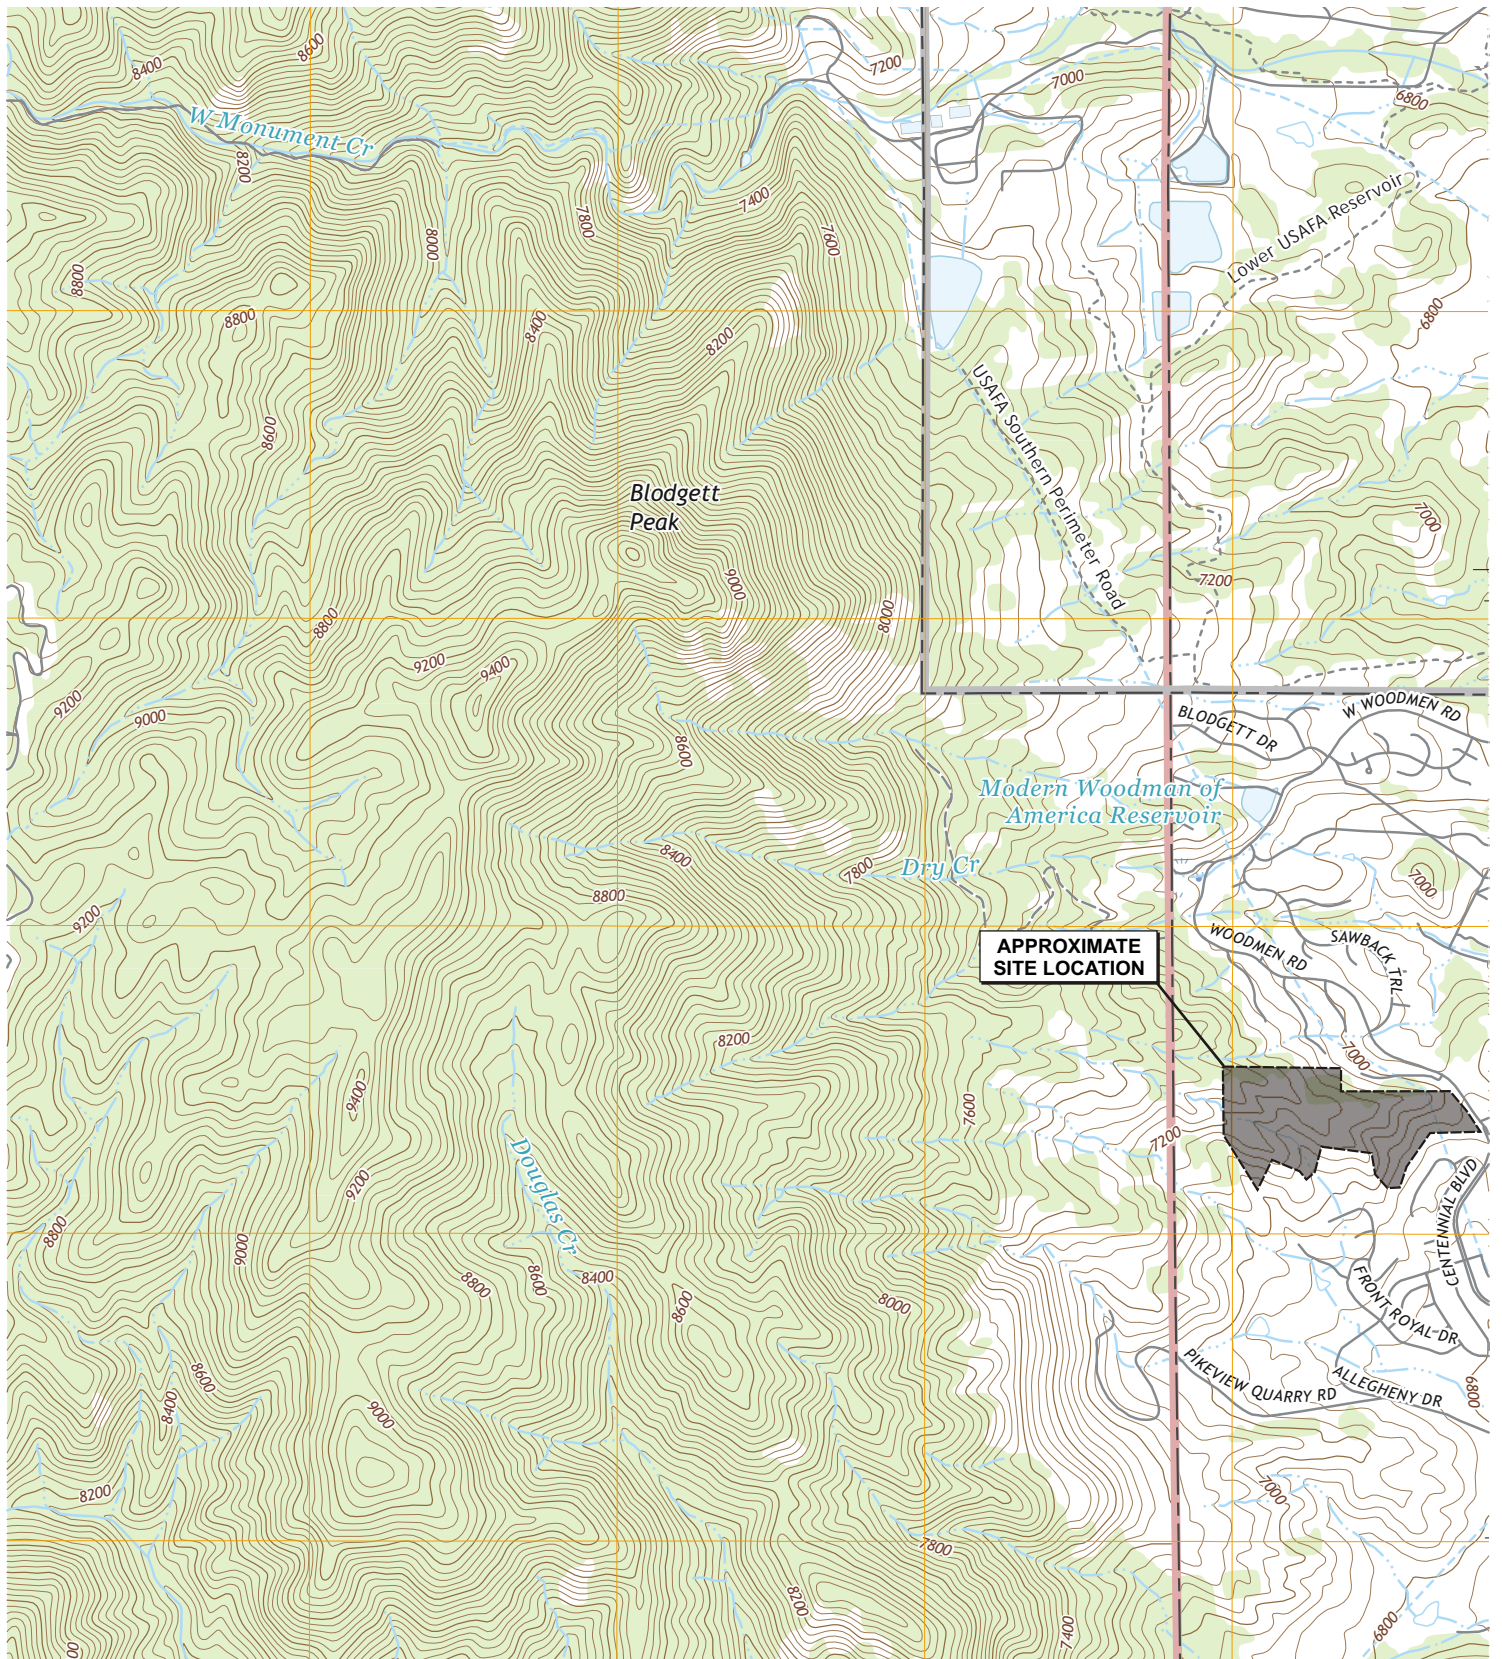 8600
8400
7200
7000
6800
W Monument Cr
8200
7400
7800
8000
7600
Lower USAFA Reservoir
8800
8800
8400
8200
6800
USAFA Southern Perimeter Road
8600
Blodgett
Peak
7000
9000
7200
8000
8800
9200
9400
9200
9000
BLODGETT DR
W WOODMEN RD
8600
Modern Woodman of
America Reservoir
8400
7800
Dry Cr
7000
8800
9200
APPROXIMATE
SITE LOCATION
WOODMEN RD
SAWBACK TRL
8200
7000
9400
7600
7200
Douglas Cr
9200
CENTENNIAL BLVD
8800
9000
8800
8600
8400
8600
8000
FRONT ROYAL DR
PIKEVIEW QUARRY RD
ALLEGHENY DR
8600
8400
9000
6800
8200
7000
7800
8200
7400
6800